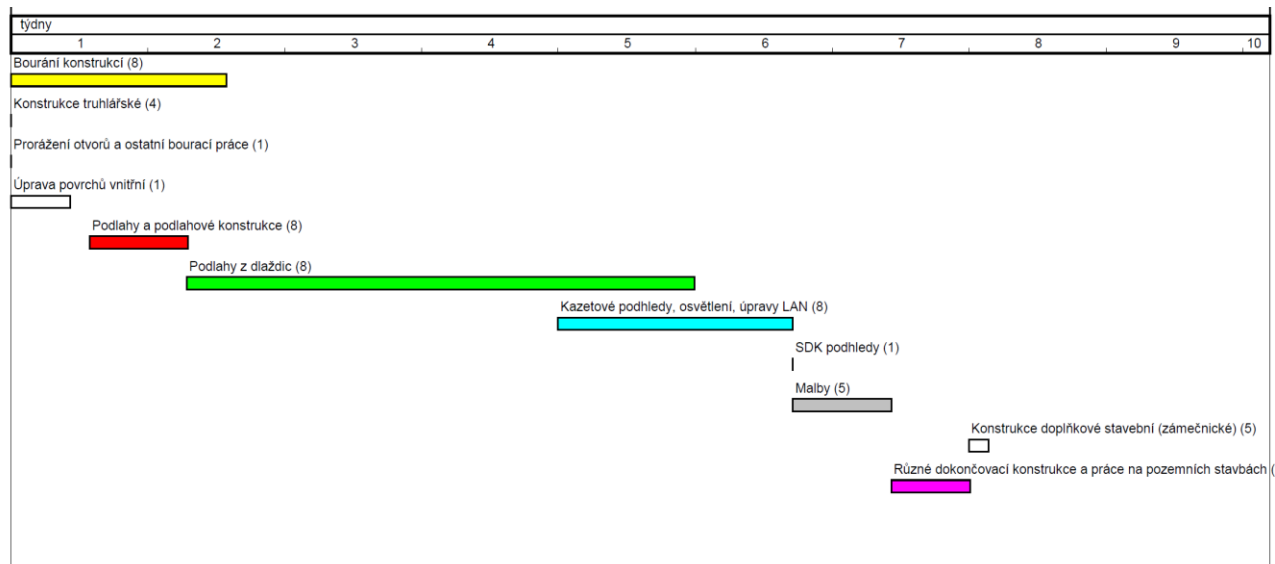 týdny
1 2 3 4 5 6 7 8 9 10
Bourání konstrukcí (8)
Konstrukce truhlářské (4)
Prorážení otvorů a ostatní bourací práce (1)
Úprava povrchů vnitřní (1)
Podlahy a podlahové konstrukce (8)
Podlahy z dlaždic (8)
Kazetové podhledy, osvětlení, úpravy LAN (8)
SDK podhledy (1)
Malby (5)
Konstrukce doplňkové stavební (zámečnické) (5)
Různé dokončovací konstrukce a práce na pozemních stavbách (